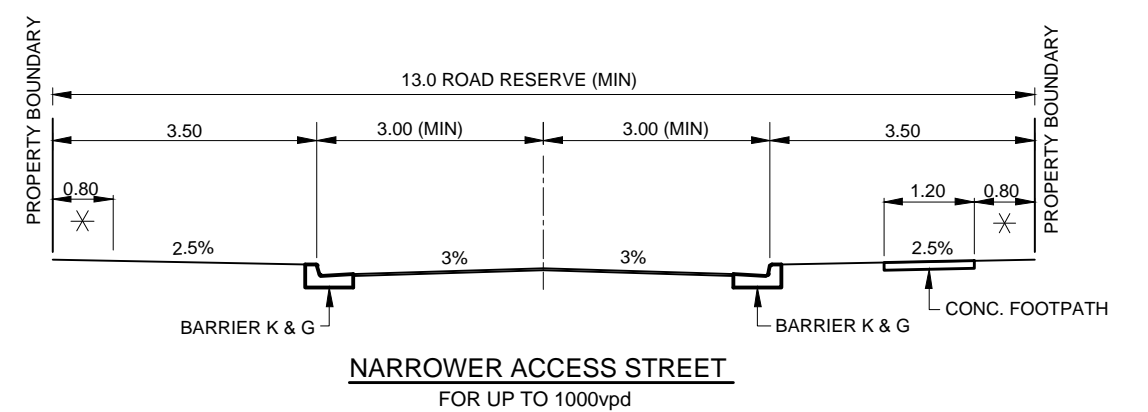 PROPERTY BOUNDARY
PROPERTY BOUNDARY
13.0 ROAD RESERVE (MIN)
3.50
3.00 (MIN)
3.00 (MIN)
3.50
0.80
1.20
0.80
2.5%
3%
3%
2.5%
BARRIER K & G
BARRIER K & G
CONC. FOOTPATH
NARROWER ACCESS STREET
FOR UP TO 1000vpd